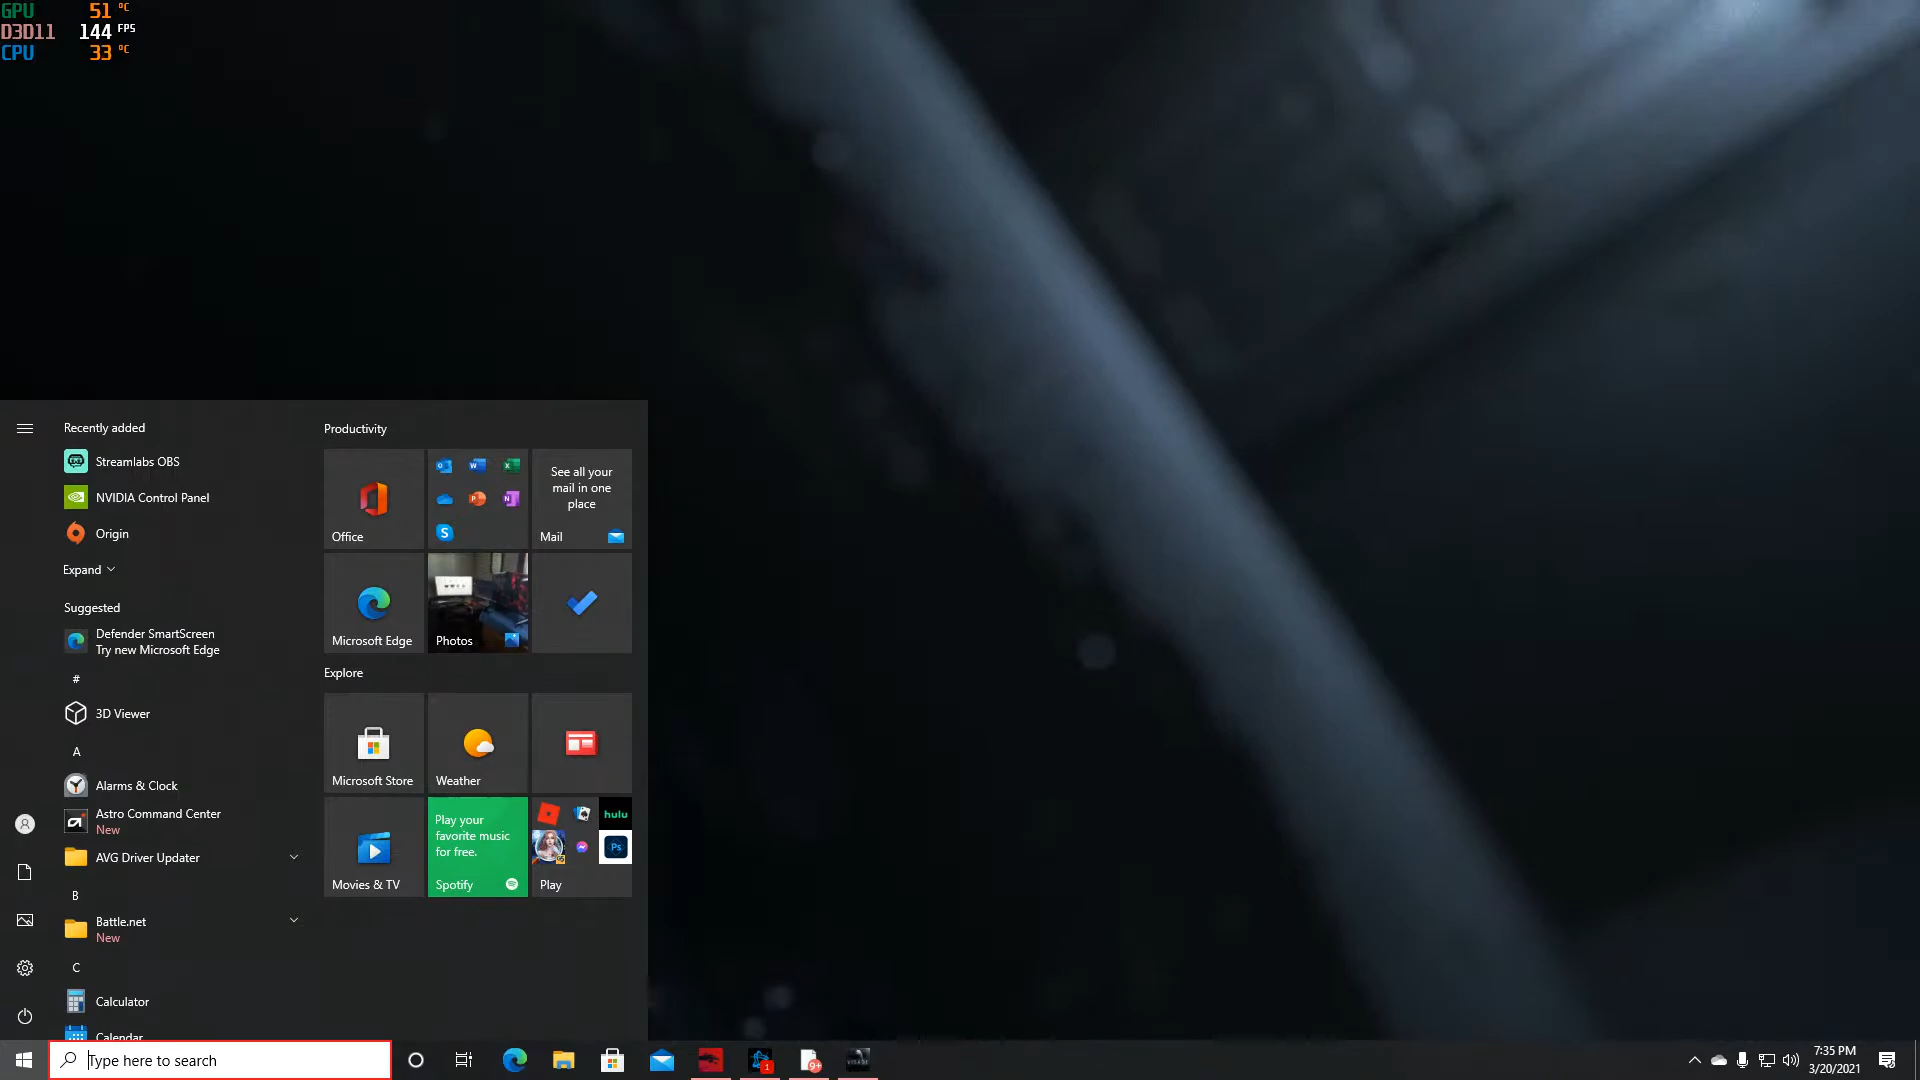 GPU 51 °C
D3D11 144 FPS
CPU 33 °C
Recently added
Streamlabs OBS
NVIDIA Control Panel
Origin
Expand
Suggested
Defender SmartScreen
Try new Microsoft Edge
#
3D Viewer
A
Alarms & Clock
Astro Command Center
New
AVG Driver Updater
B
Battle.net
New
C
Calculator
Calendar
Productivity
Office
See all your
mail in one
place
Mail
Microsoft Edge
Photos
Explore
Microsoft Store
Weather
Movies & TV
Play your
favorite music
for free.
Spotify
hulu
Ps
Play
Type here to search
1
9+
7:35 PM
3/20/2021